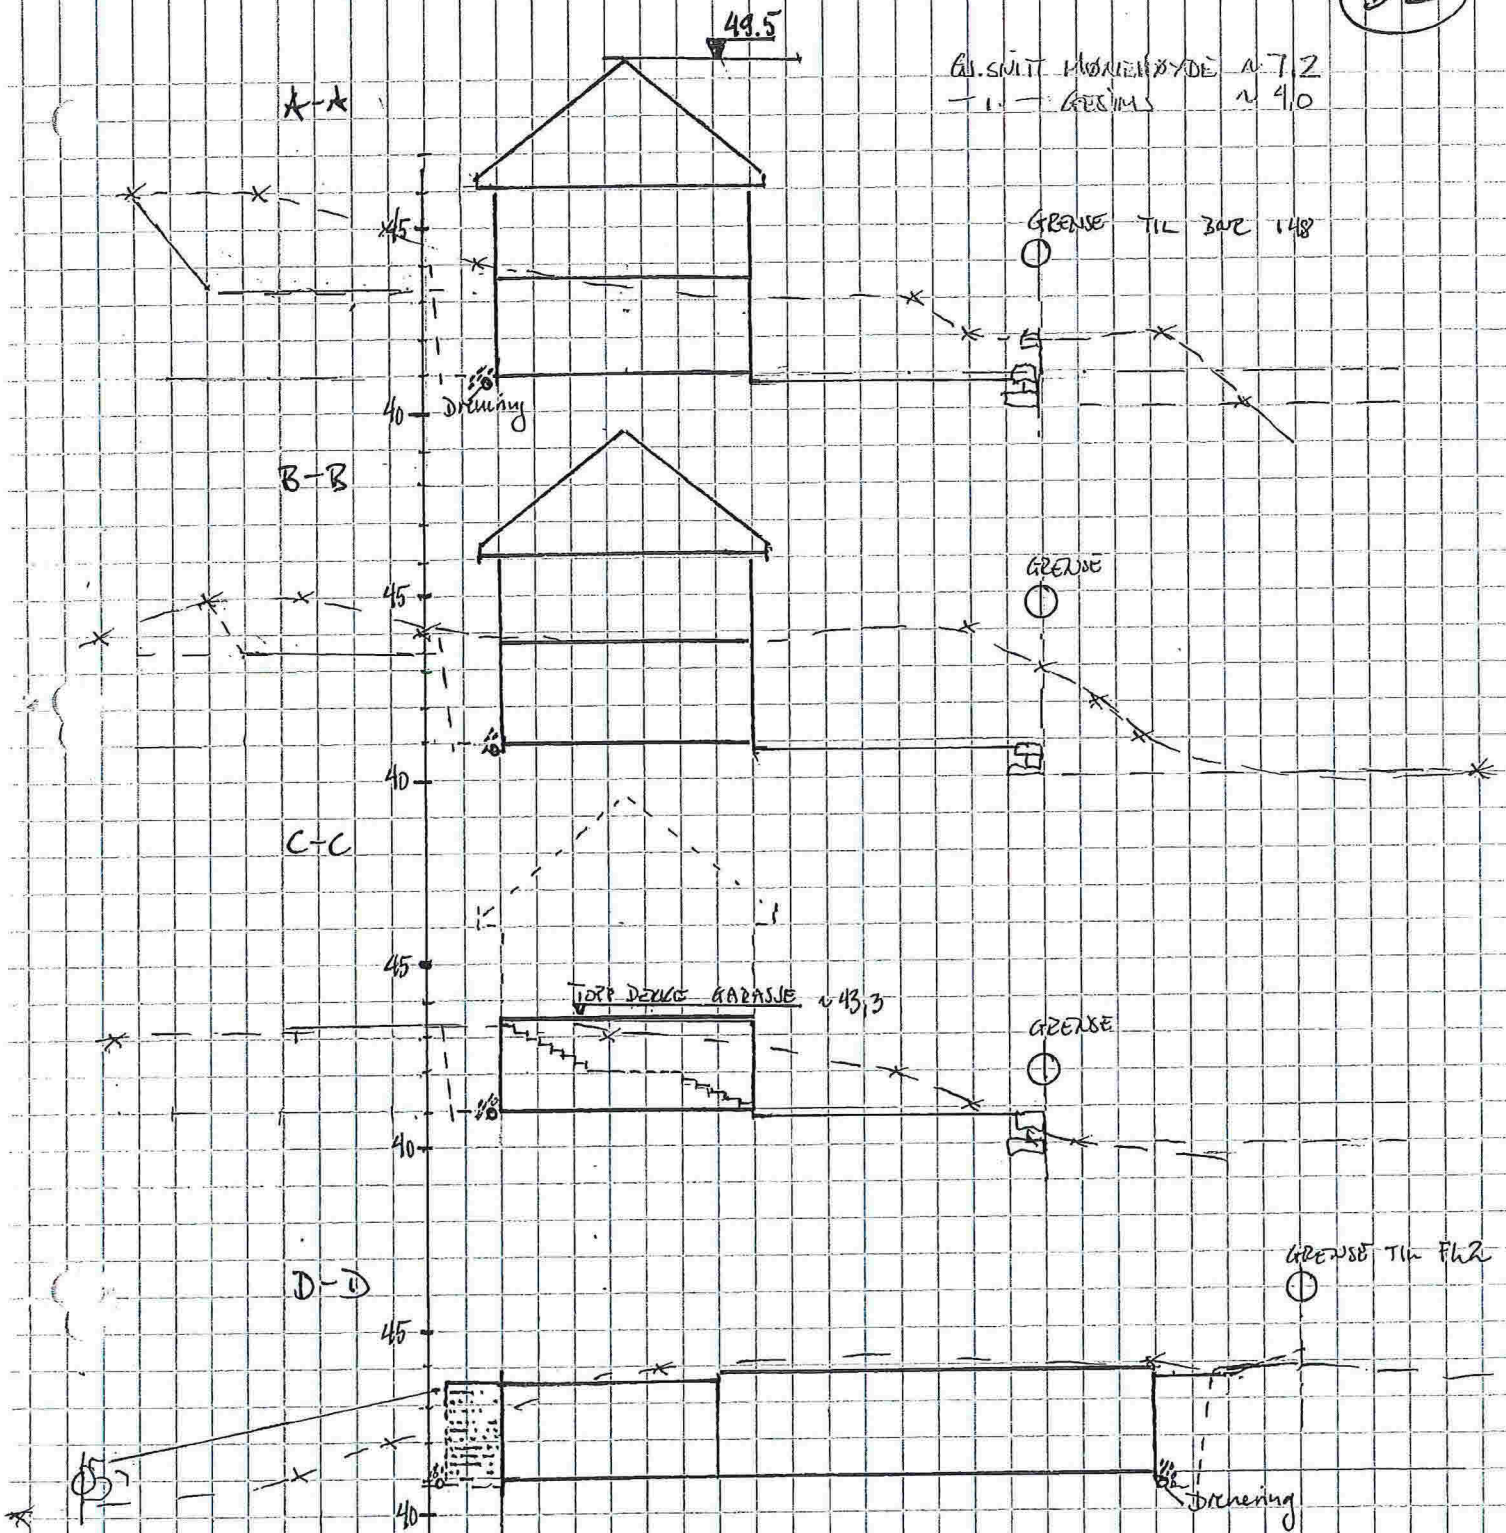 49.5
GJ.SNITT MØNEHØYDE ~ 7,2
- 11 - GESIMS ~ 4,0
A-A
45
GRENSE TIL BNR 148
Drenering
40
B-B
GRENSE
45
40
C-C
45
TOPP DEKKE GARASJE ~ 43,3
GRENSE
40
D-D
GRENSE TIL
45
40
Drenering